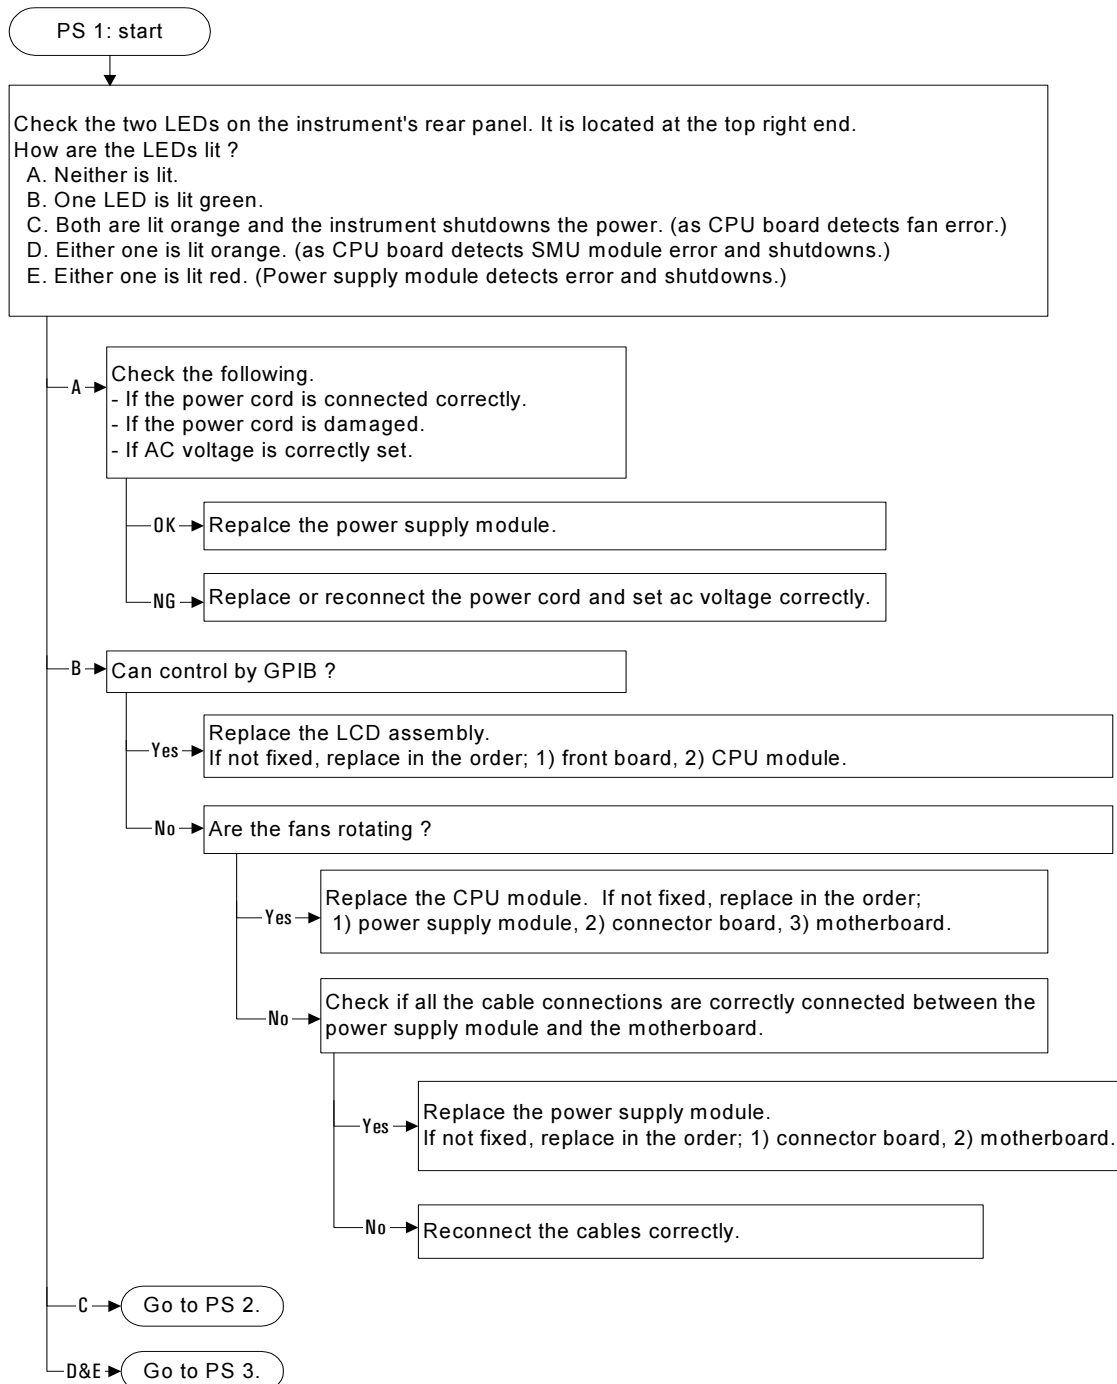 PS 1: start
Check the two LEDs on the instrument's rear panel. It is located at the top right end.
How are the LEDs lit ?
A. Neither is lit.
B. One LED is lit green.
C. Both are lit orange and the instrument shutdowns the power. (as CPU board detects fan error.)
D. Either one is lit orange. (as CPU board detects SMU module error and shutdowns.)
E. Either one is lit red. (Power supply module detects error and shutdowns.)
A
Check the following.
- If the power cord is connected correctly.
- If the power cord is damaged.
- If AC voltage is correctly set.
OK
Repalce the power supply module.
NG
Replace or reconnect the power cord and set ac voltage correctly.
B
Can control by GPIB ?
Yes
Replace the LCD assembly.
If not fixed, replace in the order; 1) front board, 2) CPU module.
No
Are the fans rotating ?
Yes
Replace the CPU module. If not fixed, replace in the order;
1) power supply module, 2) connector board, 3) motherboard.
No
Check if all the cable connections are correctly connected between the
power supply module and the motherboard.
Yes
Replace the power supply module.
If not fixed, replace in the order; 1) connector board, 2) motherboard.
No
Reconnect the cables correctly.
C
Go to PS 2.
D&E
Go to PS 3.